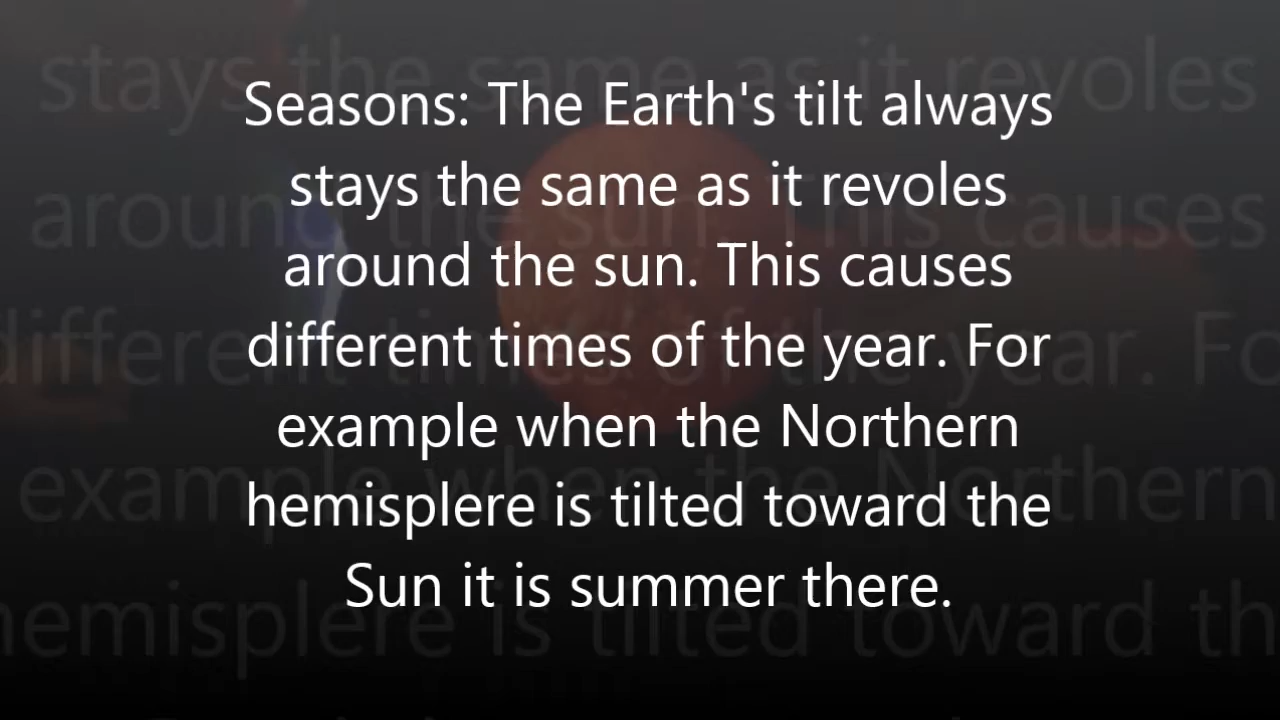 Seasons: The Earth's tilt always
stays the same as it revoles
around the sun. This causes
different times of the year. For
example when the Northern
hemisplere is tilted toward the
Sun it is summer there.